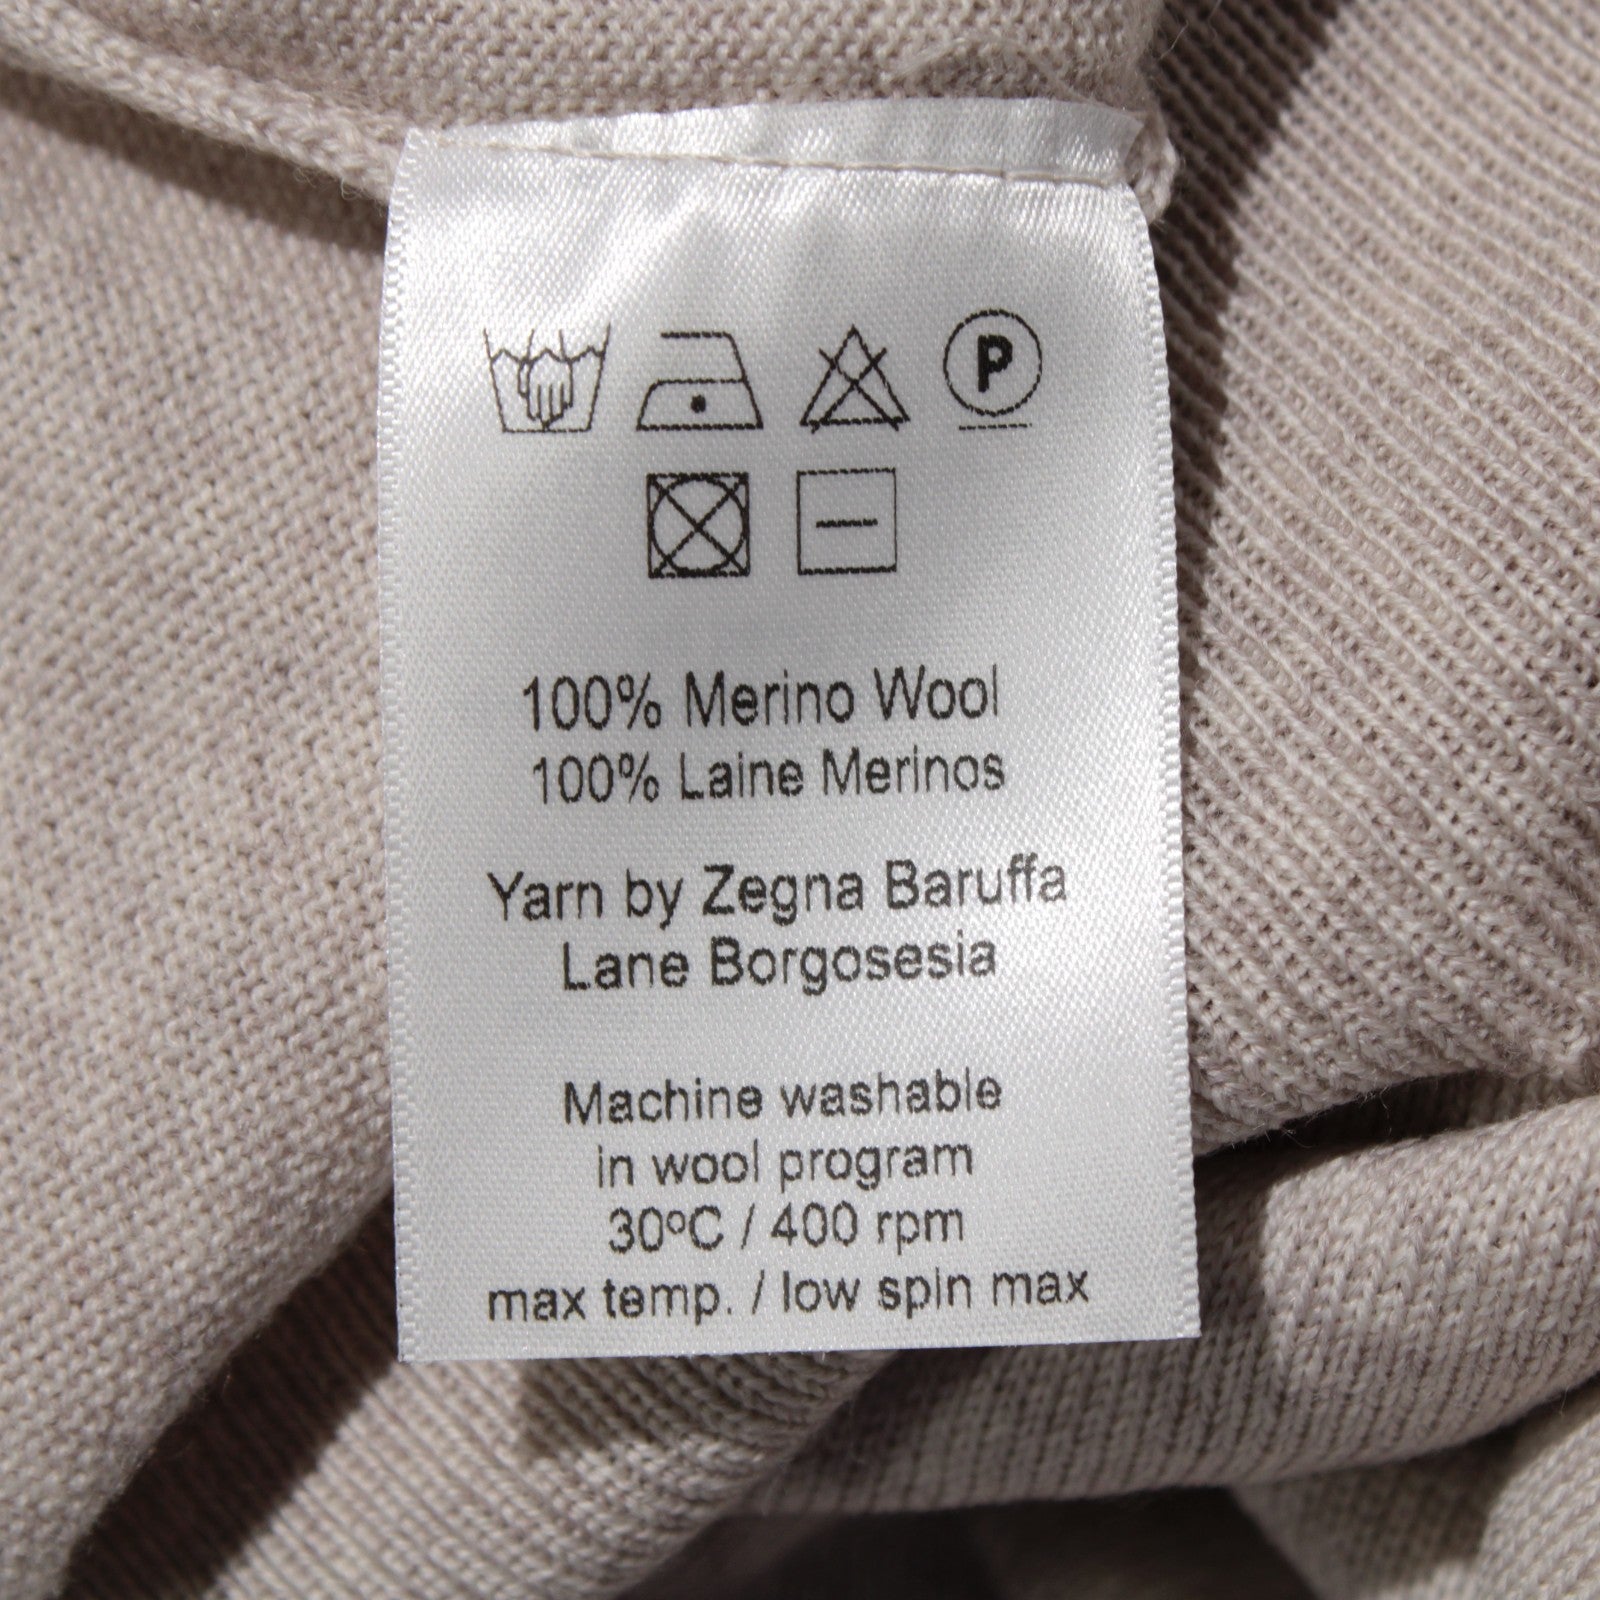 P
100% Merino Wool
100% Laine Merinos
Yarn by Zegna Baruffa
Lane Borgosesia
Machine washable
in wool program
30ºC / 400 rpm
max temp. / low spin max